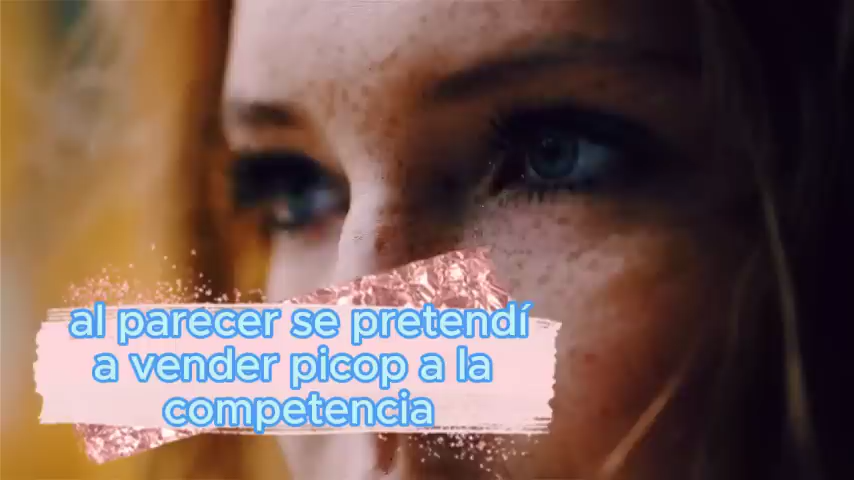 al parecer se pretendí
a vender picop a la
competencia